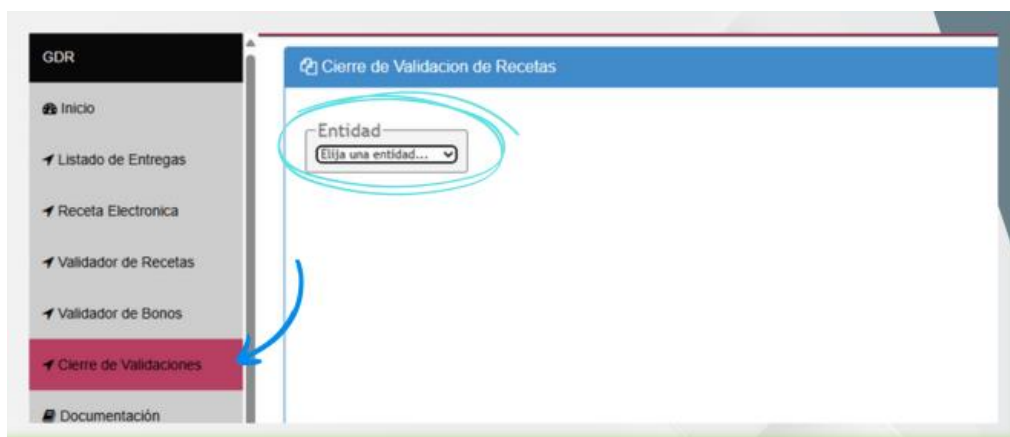 GDR
Inicio
Listado de Entregas
Receta Electronica
Validador de Recetas
Validador de Bonos
Cierre de Validaciones
Documentación
Cierre de Validacion de Recetas
Entidad
Elija una entidad...